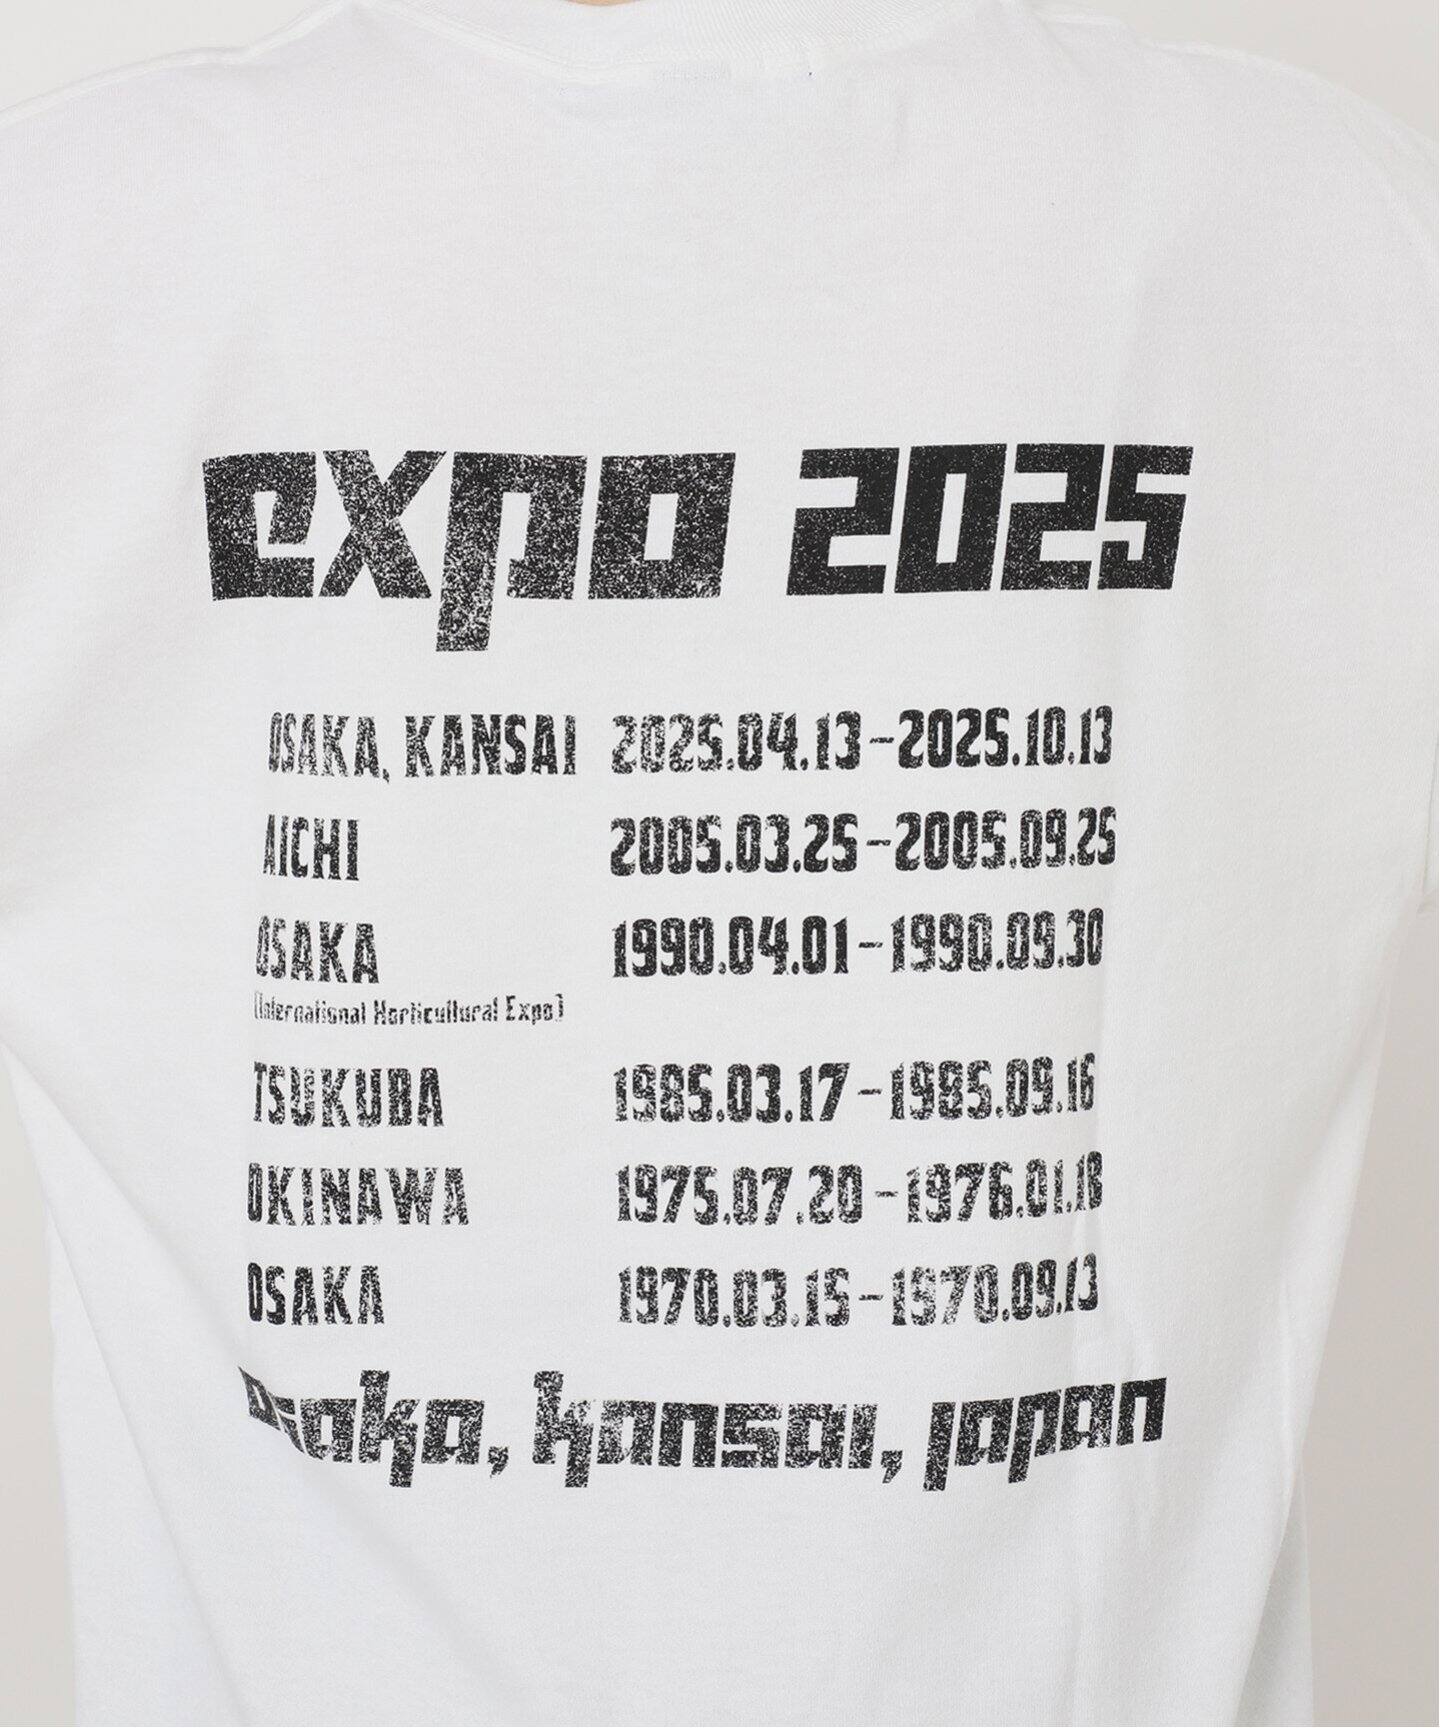 expo 2025
OSAKA, KANSAI 2025.04.13-2025.10.13
AICHI 2005.03.25-2005.09.25
OSAKA 1990.04.01-1990.09.30
[International Horticultural Expo]
TSUKUBA 1985.03.17-1985.09.16
OKINAWA 1975.07.20-1976.01.18
OSAKA 1970.03.15-1970.09.13
osaka, kansai, japan